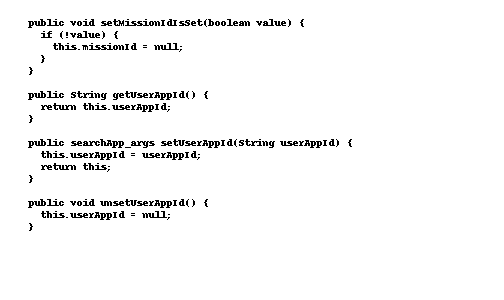 public void setMissionIdIsSet(boolean value) {
  if (!value) {
    this.missionId = null;
  }
}

public String getUserAppId() {
  return this.userAppId;
}

public searchApp_args setUserAppId(String userAppId) {
  this.userAppId = userAppId;
  return this;
}

public void unsetUserAppId() {
  this.userAppId = null;
}